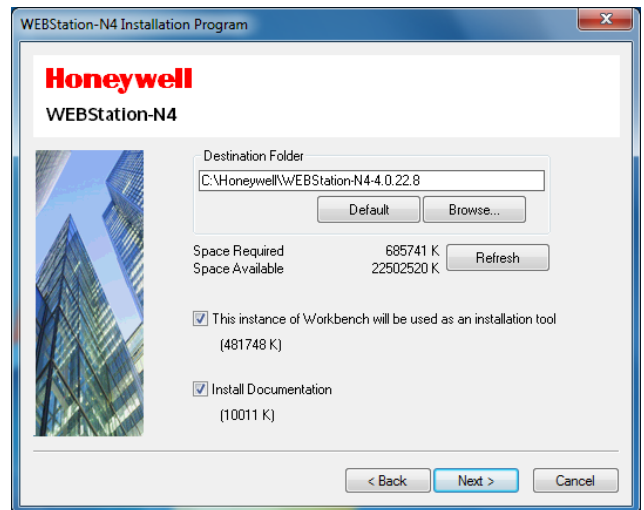 WEBStation-N4 Installation Program
Honeywell
WEBStation-N4
Destination Folder
C:\Honeywell\WEBStation-N4-4.0.22.8
Default Browse...
Space Required 685741 K
Space Available 22502520 K
Refresh
This instance of Workbench will be used as an installation tool
(481748 K)
Install Documentation
(10011 K)
< Back Next > Cancel